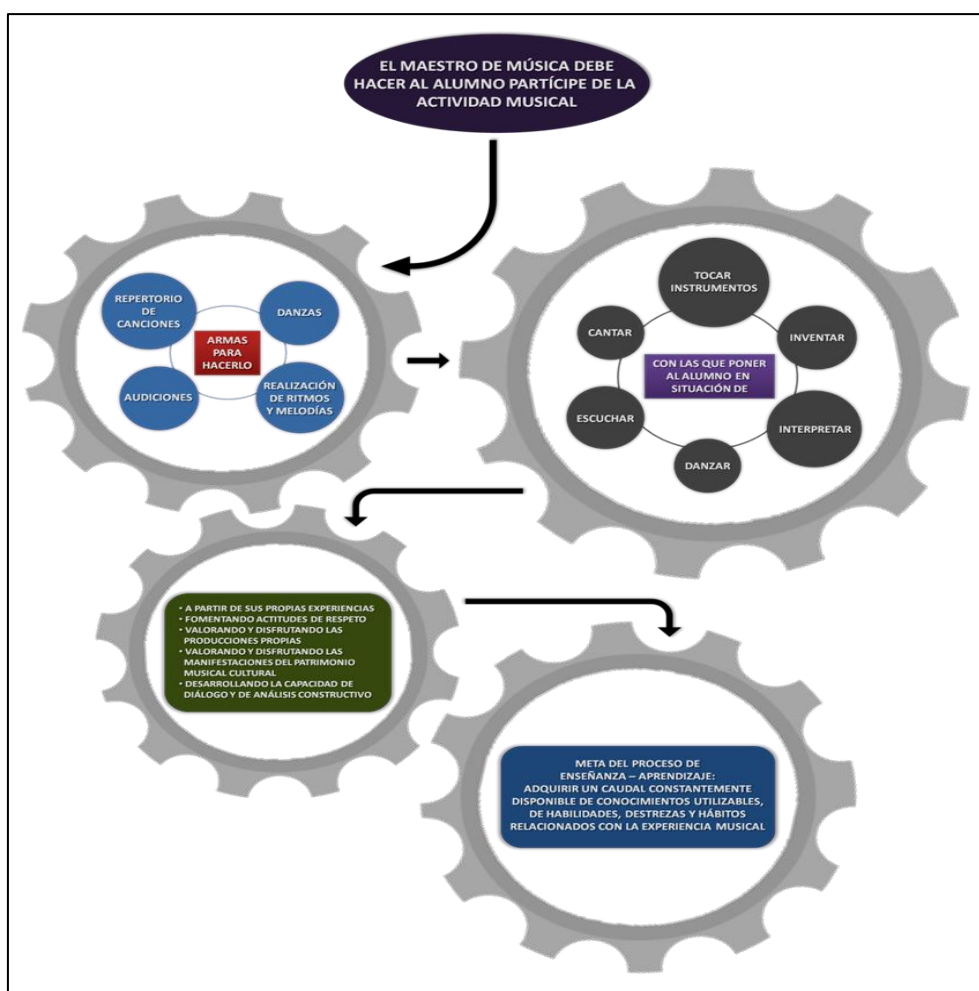 EL MAESTRO DE MÚSICA DEBE
HACER AL ALUMNO PARTÍCIPE DE LA
ACTIVIDAD MUSICAL
REPERTORIO
DE
CANCIONES
DANZAS
ARMAS
PARA
HACERLO
AUDICIONES
REALIZACIÓN
DE RITMOS
Y MELODÍAS
TOCAR
INSTRUMENTOS
CANTAR
INVENTAR
CON LAS QUE PONER
AL ALUMNO EN
SITUACIÓN DE
ESCUCHAR
INTERPRETAR
DANZAR
• A PARTIR DE SUS PROPIAS EXPERIENCIAS
• FOMENTANDO ACTITUDES DE RESPETO
• VALORANDO Y DISFRUTANDO LAS
PRODUCCIONES PROPIAS
• VALORANDO Y DISFRUTANDO LAS
MANIFESTACIONES DEL PATRIMONIO
MUSICAL CULTURAL
• DESARROLLANDO LA CAPACIDAD DE
DIÁLOGO Y DE ANÁLISIS CONSTRUCTIVO
META DEL PROCESO DE
ENSEÑANZA – APRENDIZAJE:
ADQUIRIR UN CAUDAL CONSTANTEMENTE
DISPONIBLE DE CONOCIMIENTOS UTILIZABLES,
DE HABILIDADES, DESTREZAS Y HÁBITOS
RELACIONADOS CON LA EXPERIENCIA MUSICAL